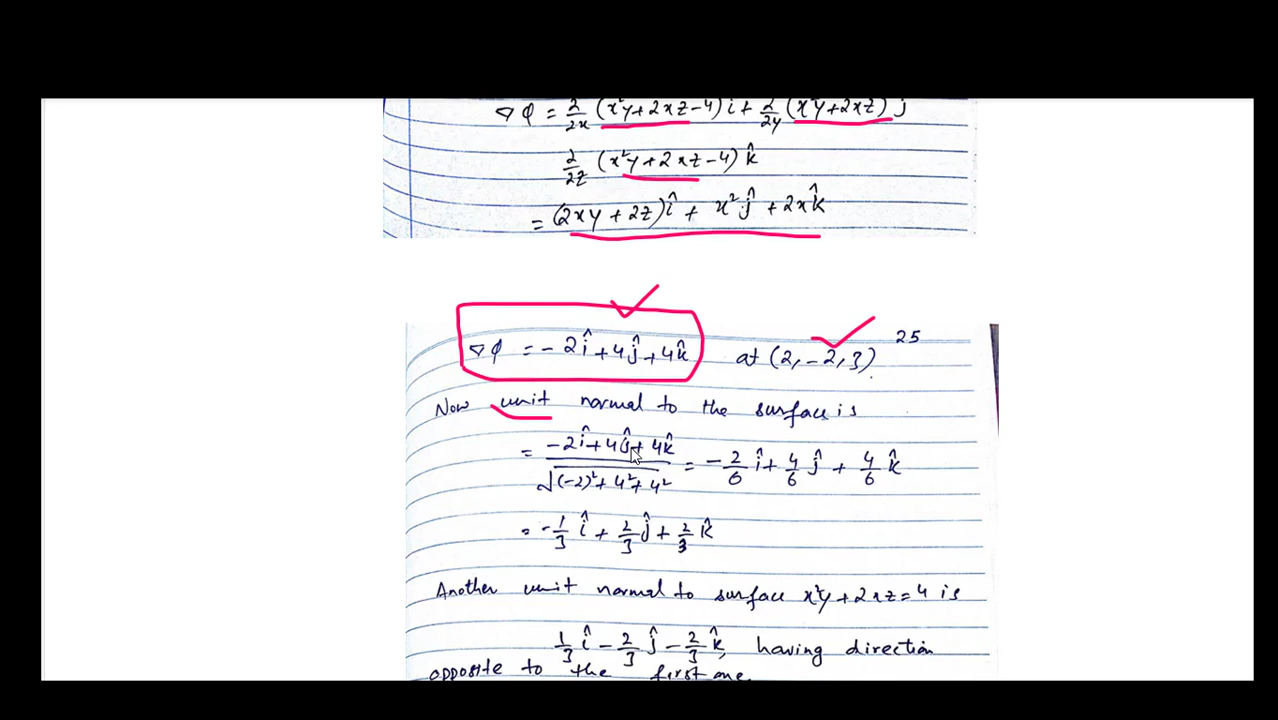 ∇φ = ∂/∂x (x²y+2xz-4)i + ∂/∂y (x²y+2xz) ĵ
∂/∂z (x²y+2xz-4) k̂
= (2xy+2z)î + x²ĵ + 2xk̂
∇φ = -2î+4ĵ+4k̂ at (2,-2,3).
25
Now unit normal to the surface is
= -2î+4ĵ+4k̂ / √(-2)²+4²+4² = -2/6 î + 4/6 ĵ + 4/6 k̂
= -1/3 î + 2/3 ĵ + 2/3 k̂
Another unit normal to surface x²y+2xz=4 is
1/3 î - 2/3 ĵ - 2/3 k̂, having direction
opposite to the first one.